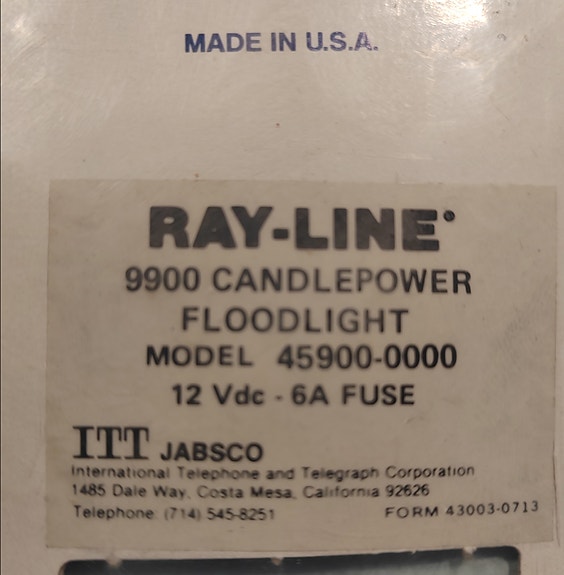 MADE IN U.S.A.
RAY-LINE®
9900 CANDLEPOWER
FLOODLIGHT
MODEL 45900-0000
12 Vdc - 6A FUSE
ITT JABSCO
International Telephone and Telegraph Corporation
1485 Dale Way, Costa Mesa, California 92626
Telephone: (714) 545-8251 FORM 43003-0713